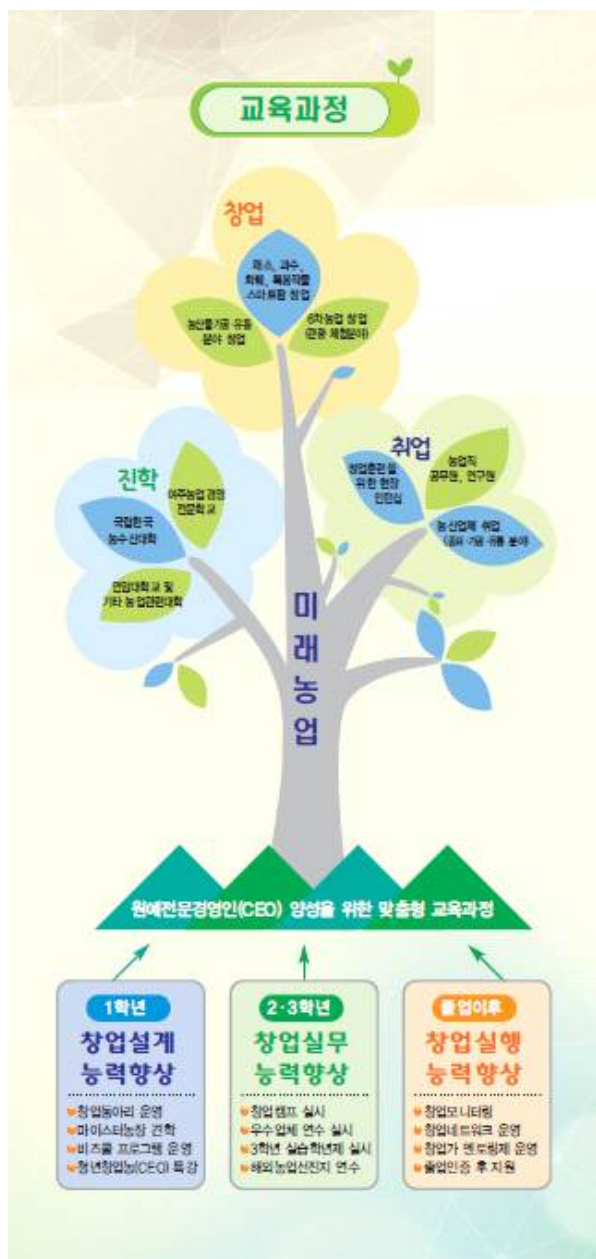 교육과정
창업
채소, 과수,
화훼, 특용작물
스마트팜 창업
농산물가공·유통
분야 창업
6차농업 창업
(관광·체험분야)
진학
여주농업경영
전문학교
국립한국
농수산대학
연암대학교 및
기타 농업관련대학
취업
창업훈련을
위한 현장
인턴십
농업직
공무원, 연구원
농산업체 취업
가공·유통 분야)
미
래
농
업
원예전문경영인(CEO) 양성을 위한 맞춤형 교육과정
1학년
창업설계
능력향상
창업동아리 운영
마이스터농장 견학
비즈쿨 프로그램 운영
청년창업농(CEO) 특강
2·3학년
창업실무
능력향상
창업캠프 실시
우수업체 연수 실시
3학년 실습학년제 실시
해외농업선진지 연수
졸업이후
창업실행
능력향상
창업모니터링
창업네트워크 운영
창업가 멘토링제 운영
졸업인증 후 지원